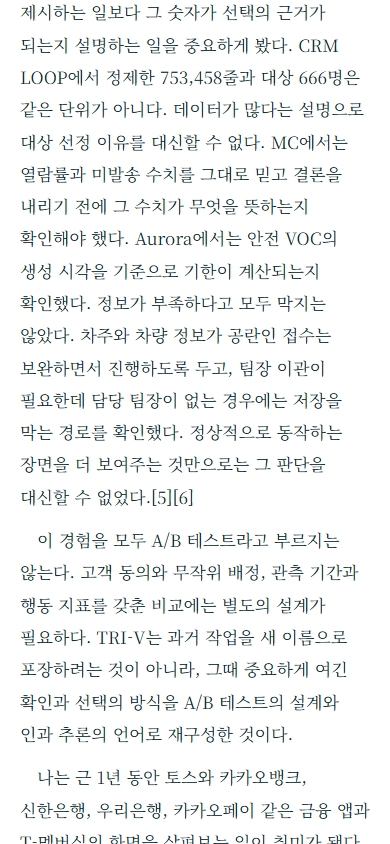 제시하는 일보다 그 숫자가 선택의 근거가
되는지 설명하는 일을 중요하게 봤다. CRM
LOOP에서 정제한 753,458줄과 대상 666명은
같은 단위가 아니다. 데이터가 많다는 설명으로
대상 선정 이유를 대신할 수 없다. MC에서는
열람률과 미발송 수치를 그대로 믿고 결론을
내리기 전에 그 수치가 무엇을 뜻하는지
확인해야 했다. Aurora에서는 안전 VOC의
생성 시각을 기준으로 기한이 계산되는지
확인했다. 정보가 부족하다고 모두 막지는
않았다. 차주와 차량 정보가 공란인 접수는
보완하면서 진행하도록 두고, 팀장 이관이
필요한데 담당 팀장이 없는 경우에는 저장을
막는 경로를 확인했다. 정상적으로 동작하는
장면을 더 보여주는 것만으로는 그 판단을
대신할 수 없었다.[5][6]
이 경험을 모두 A/B 테스트라고 부르지는
않는다. 고객 동의와 무작위 배정, 관측 기간과
행동 지표를 갖춘 비교에는 별도의 설계가
필요하다. TRI-V는 과거 작업을 새 이름으로
포장하려는 것이 아니라, 그때 중요하게 여긴
확인과 선택의 방식을 A/B 테스트의 설계와
인과 추론의 언어로 재구성한 것이다.
나는 근 1년 동안 토스와 카카오뱅크,
신한은행, 우리은행, 카카오페이 같은 금융 앱과
T-멤버십의 화면을 살펴보는 일이 취미가 됐다.